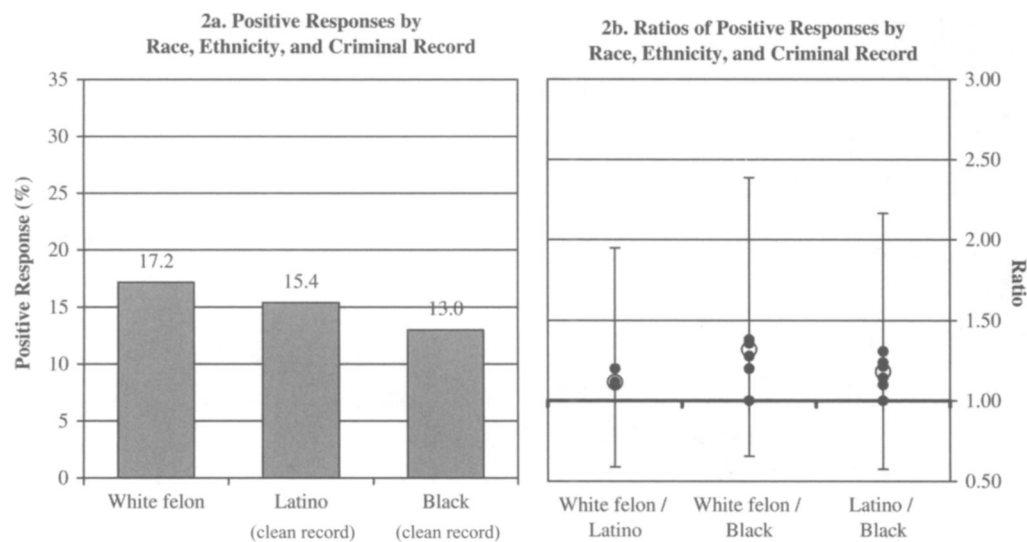 2a. Positive Responses by
Race, Ethnicity, and Criminal Record
Positive Response (%)
35
30
25
20
15
10
5
0
17.2
15.4
13.0
White felon
Latino
(clean record)
Black
(clean record)
2b. Ratios of Positive Responses by
Race, Ethnicity, and Criminal Record
3.00
2.50
2.00
1.50
1.00
0.50
Ratio
White felon /
Latino
White felon /
Black
Latino /
Black